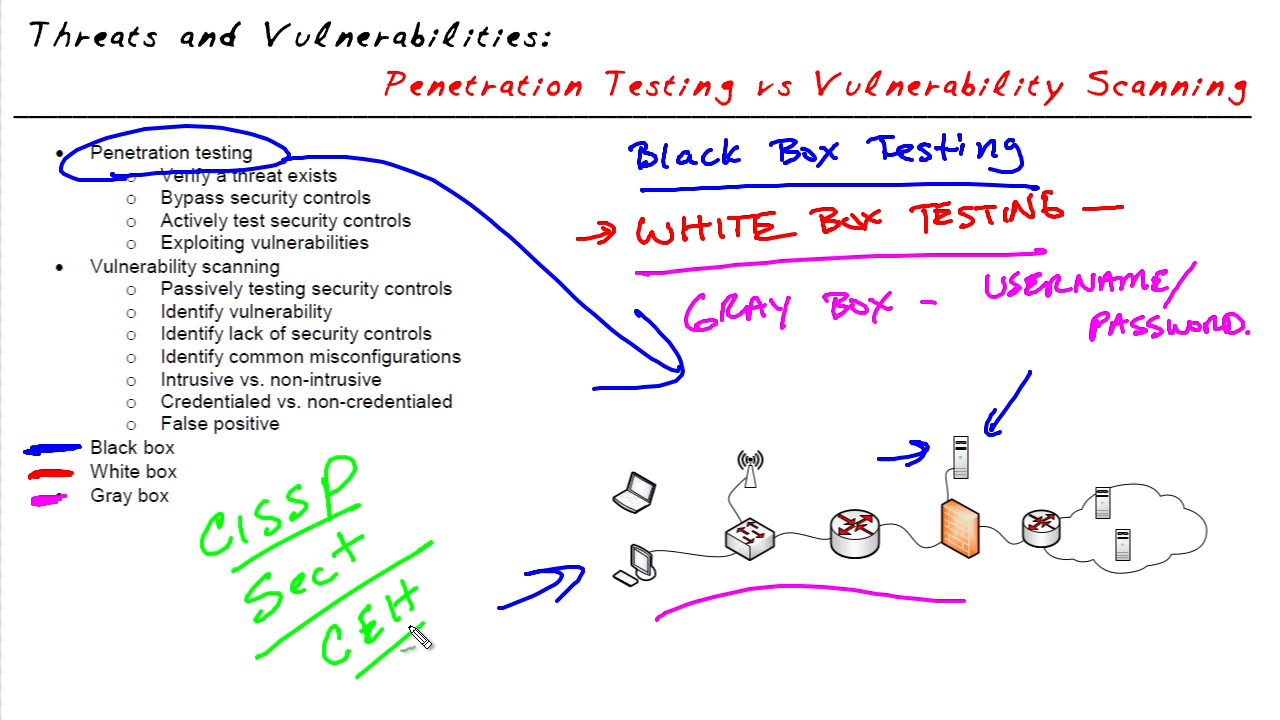 Threats and Vulnerabilities:
Penetration Testing vs Vulnerability Scanning
• Penetration testing
o Verify a threat exists
o Bypass security controls
o Actively test security controls
o Exploiting vulnerabilities
• Vulnerability scanning
o Passively testing security controls
o Identify vulnerability
o Identify lack of security controls
o Identify common misconfigurations
o Intrusive vs. non-intrusive
o Credentialed vs. non-credentialed
o False positive
Black box
White box
Gray box
Black Box Testing
→ WHITE BOX TESTING —
GRAY BOX - USERNAME/
PASSWORD.
CISSP
Sec+
CEH